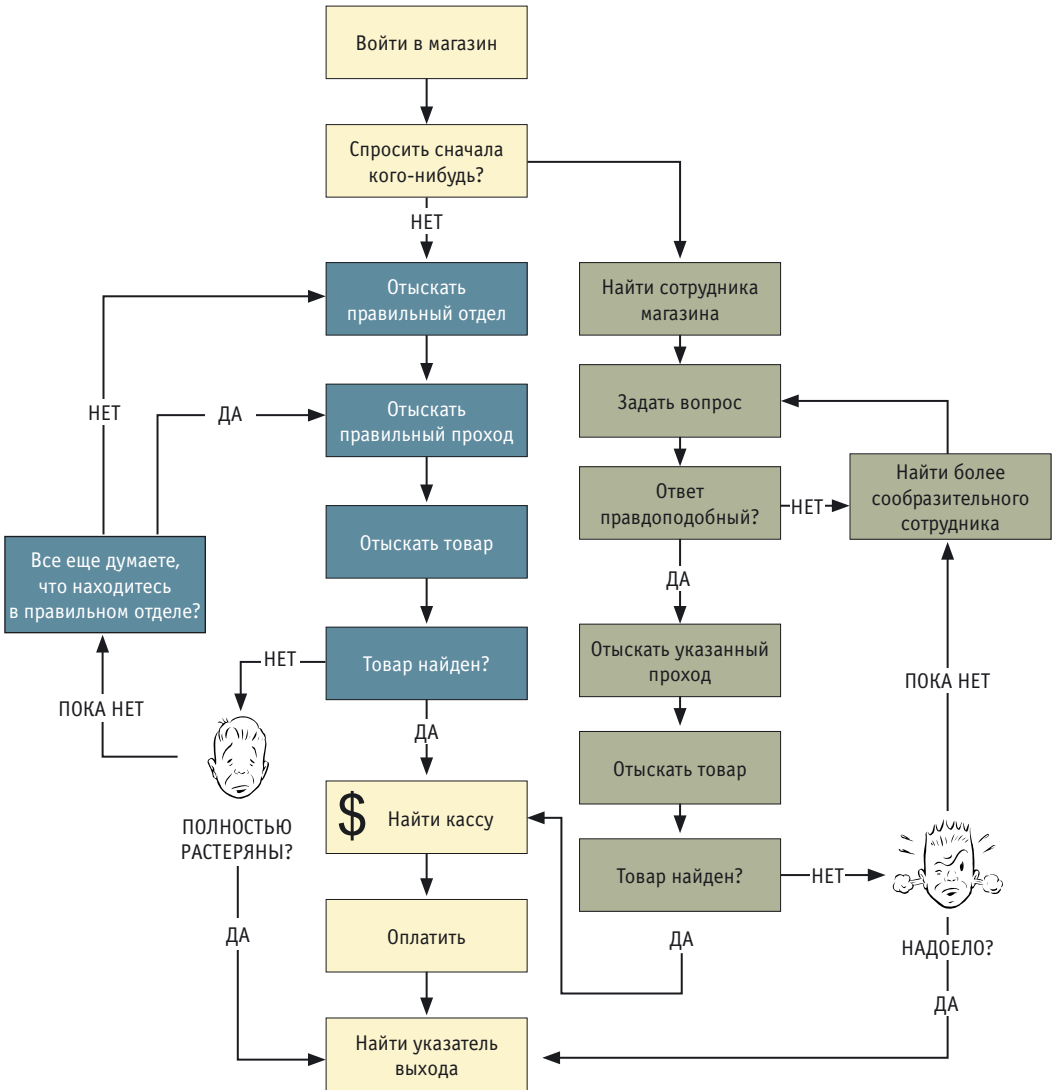 Войти в магазин
Спросить сначала
кого-нибудь?
НЕТ
Отыскать
правильный отдел
Найти сотрудника
магазина
НЕТ
ДА
Отыскать
правильный проход
Задать вопрос
Ответ
правдоподобный?
НЕТ
Найти более
сообразительного
сотрудника
Все еще думаете,
что находитесь
в правильном отделе?
Отыскать товар
ДА
Товар найден?
НЕТ
Отыскать указанный
проход
ПОКА НЕТ
ПОКА НЕТ
ДА
Отыскать товар
$ Найти кассу
ПОЛНОСТЬЮ
РАСТЕРЯНЫ?
Товар найден?
НЕТ
ДА
Оплатить
ДА
НАДОЕЛО?
ДА
Найти указатель
выхода